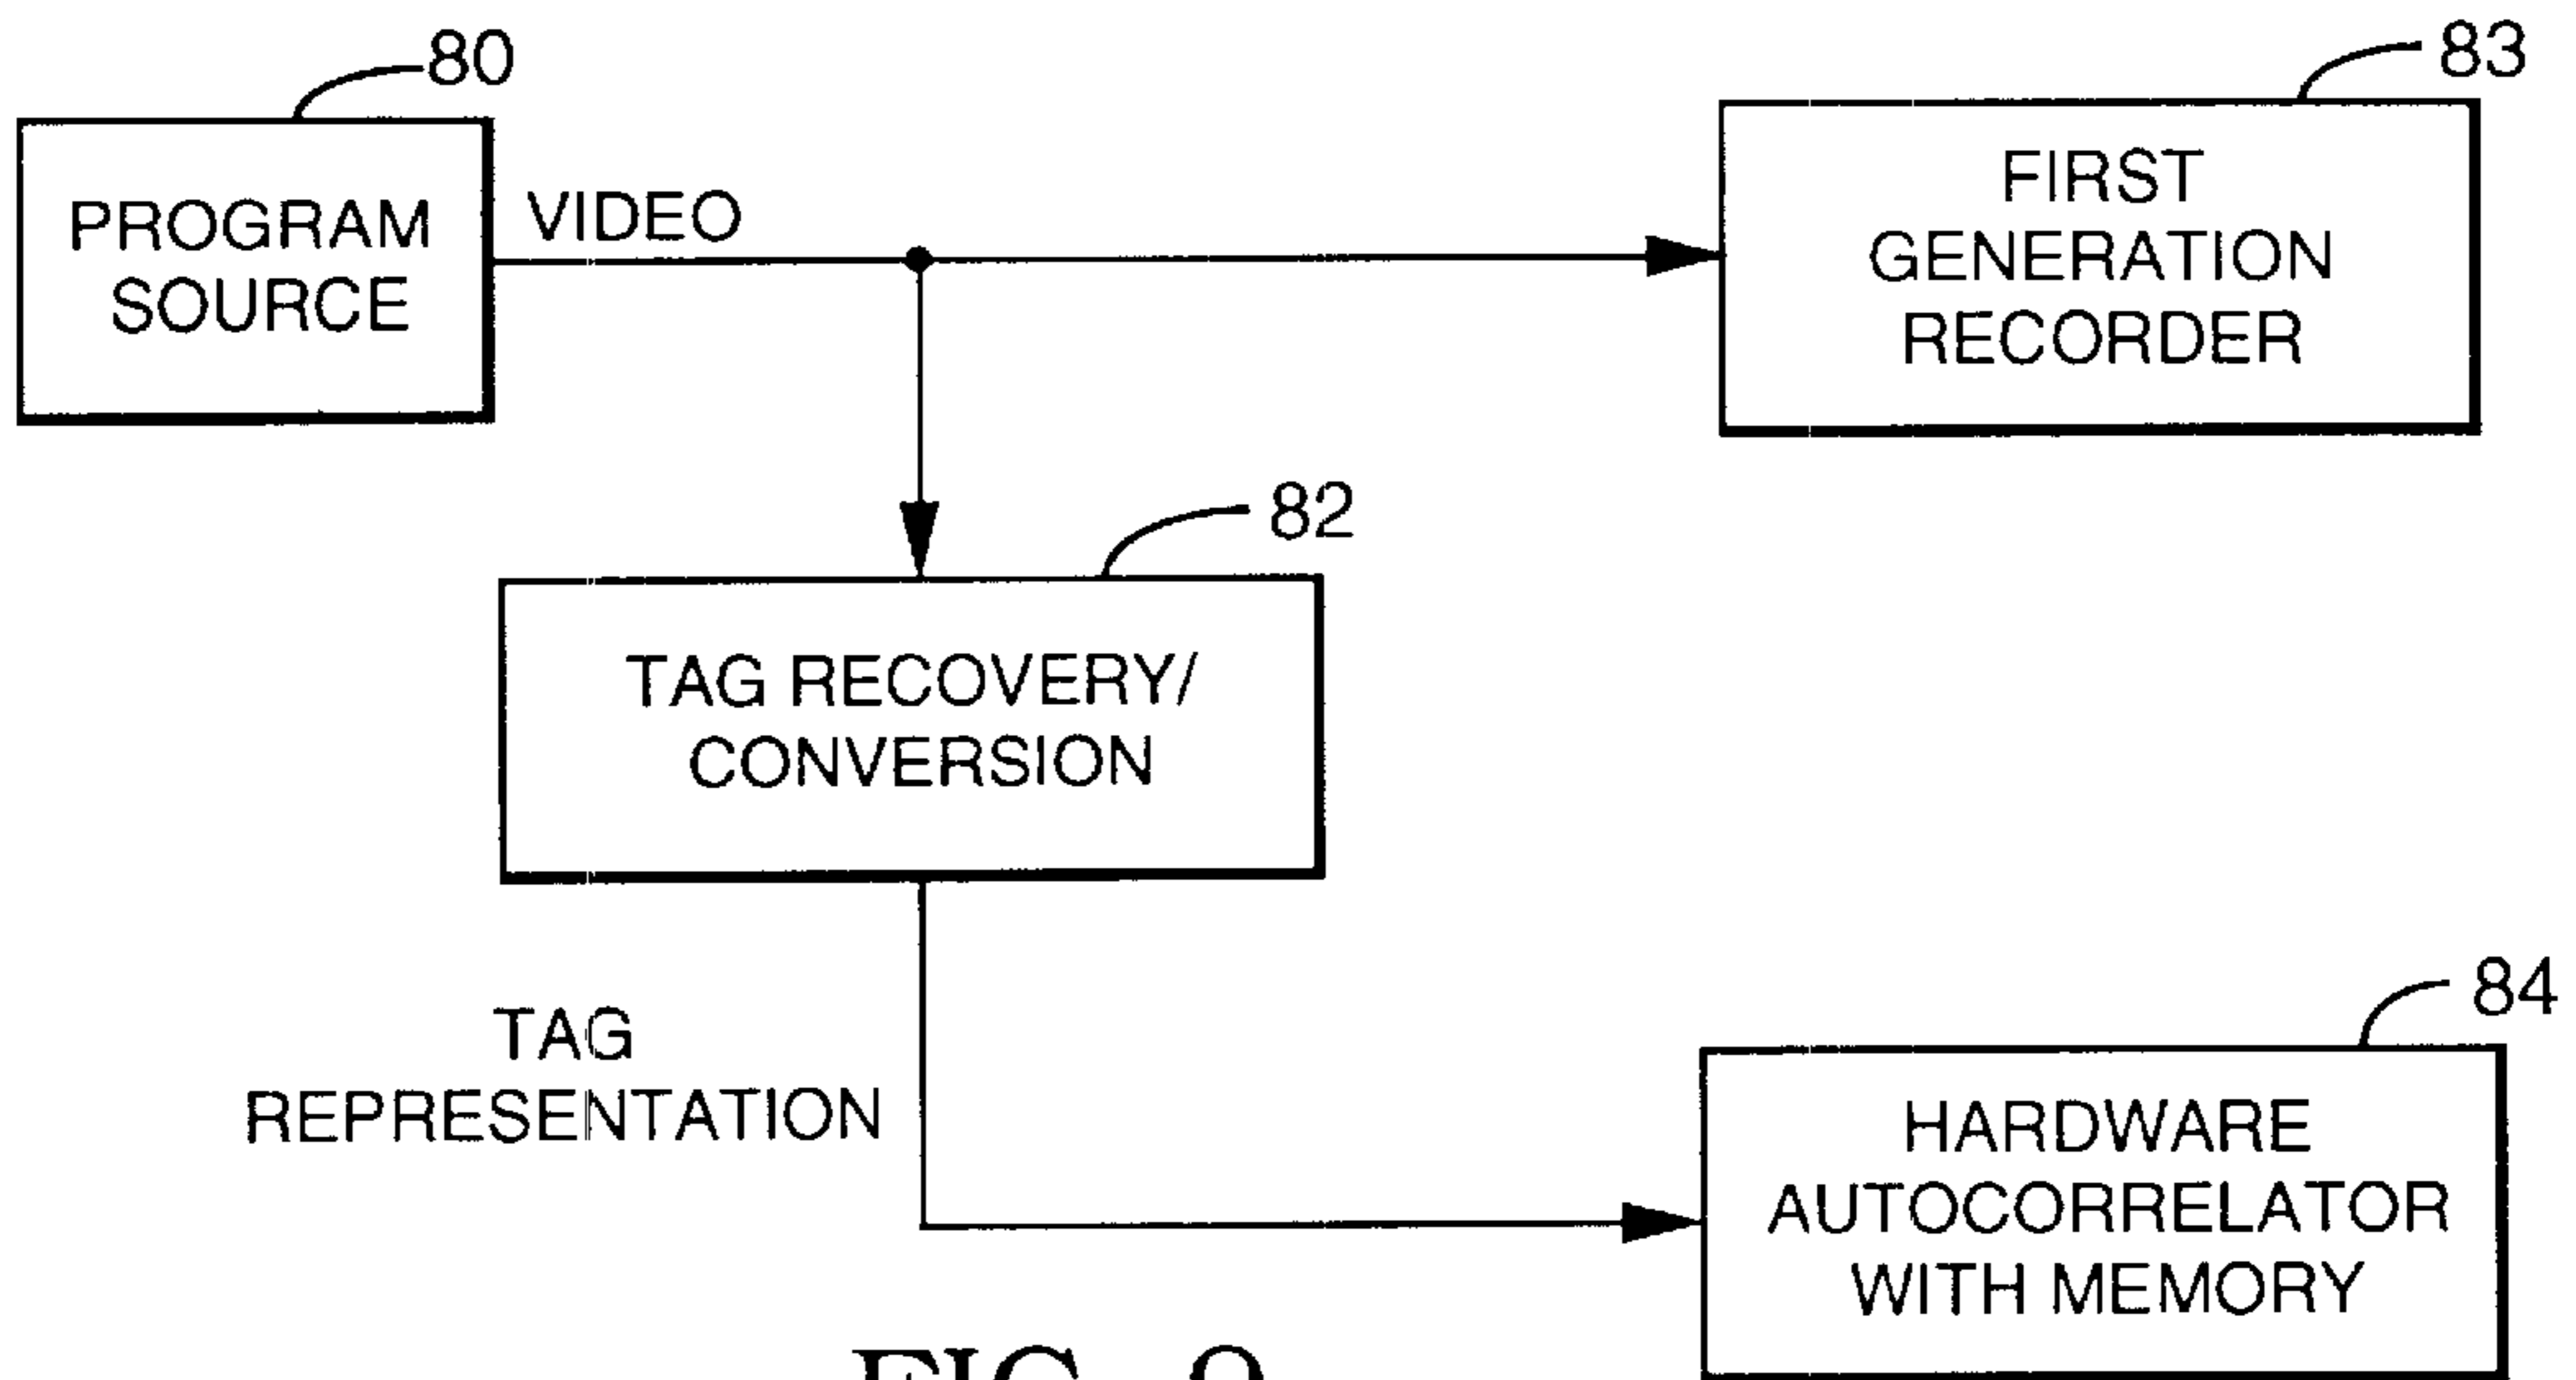 80
83
PROGRAM
SOURCE
VIDEO
FIRST
GENERATION
RECORDER
82
TAG RECOVERY/
CONVERSION
TAG
REPRESENTATION
84
HARDWARE
AUTOCORRELATOR
WITH MEMORY
FIG.